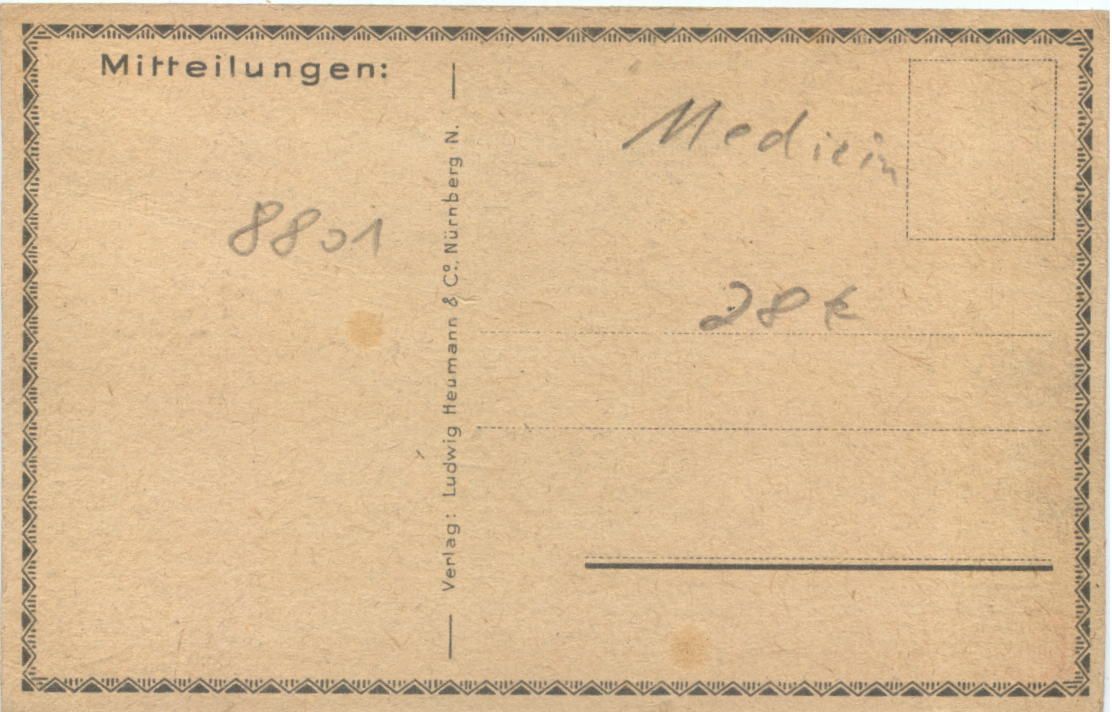 Mitteilungen:
8801
Verlag: Ludwig Heumann & Co., Nürnberg N.
Medicin
28 €